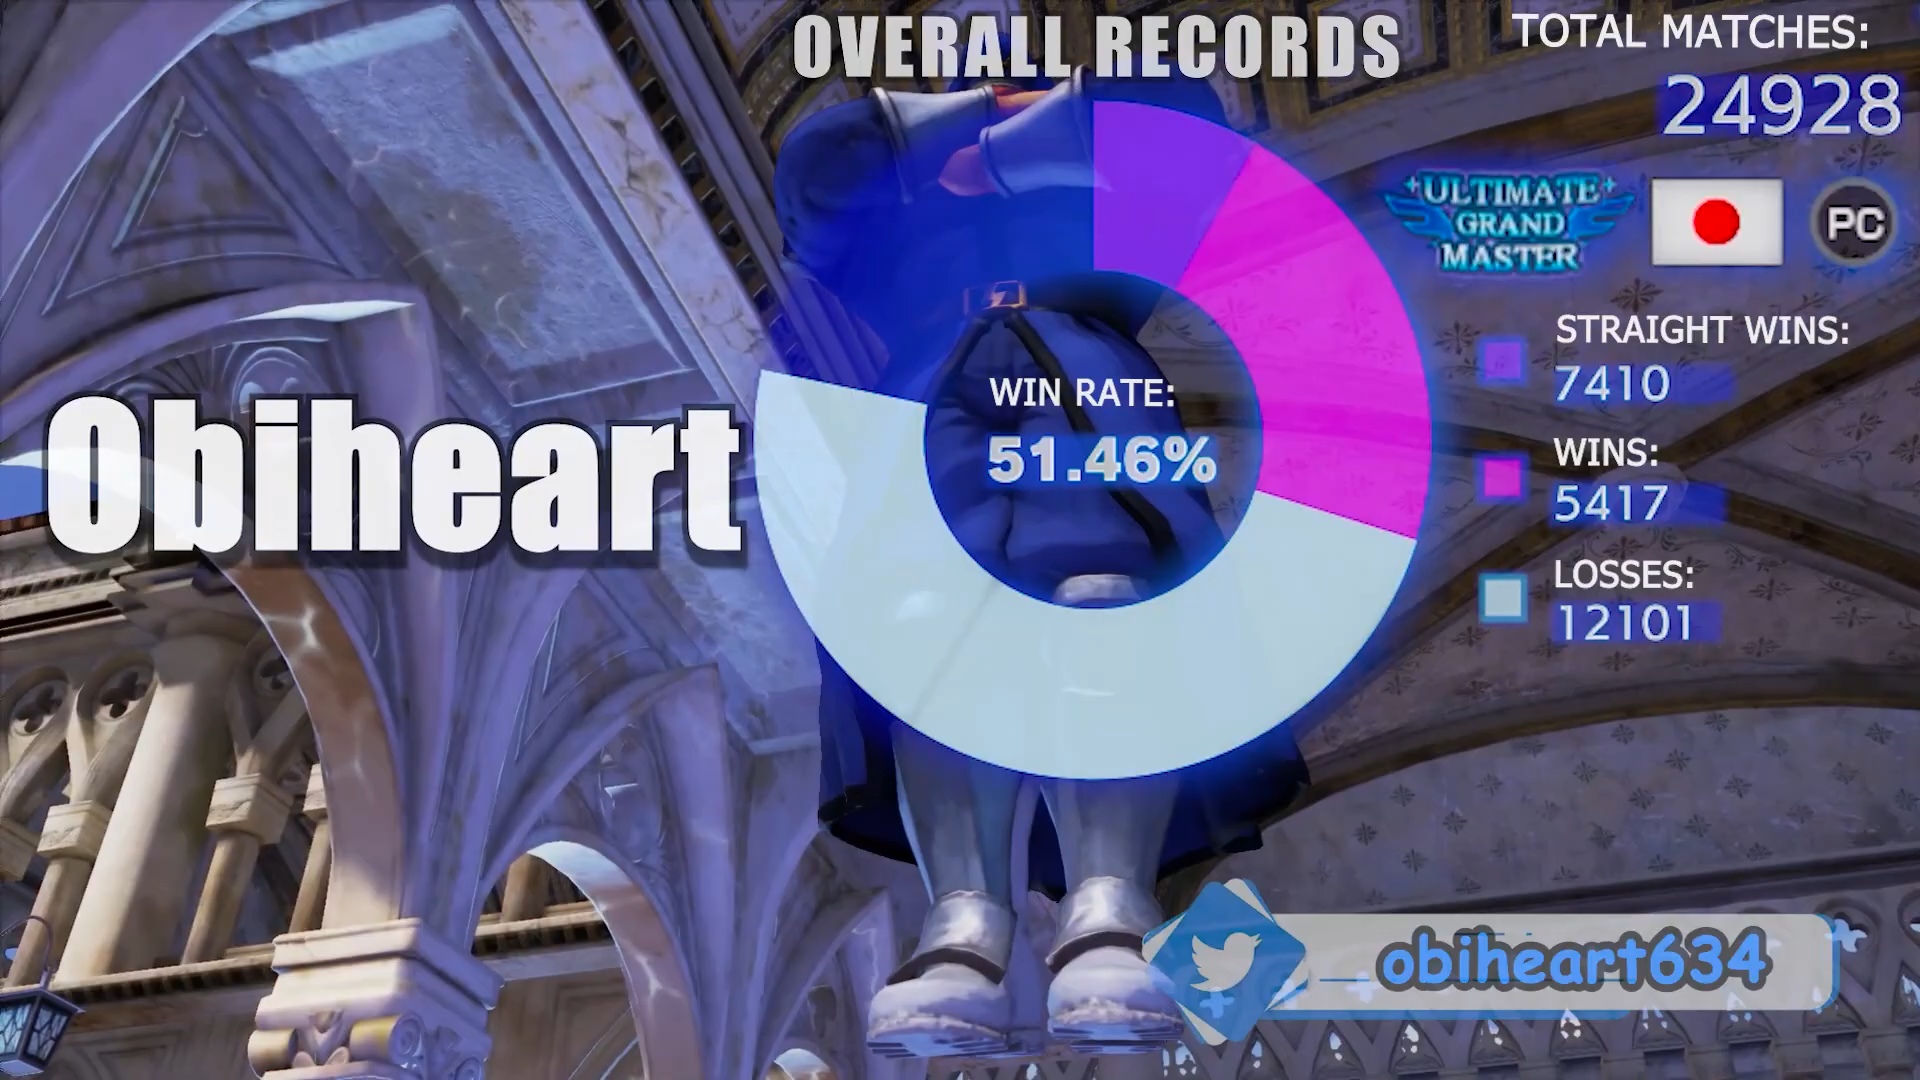 OVERALL RECORDS
TOTAL MATCHES:
24928
ULTIMATE
GRAND
MASTER
PC
STRAIGHT WINS:
7410
WIN RATE:
51.46%
WINS:
5417
Obiheart
LOSSES:
12101
obiheart634